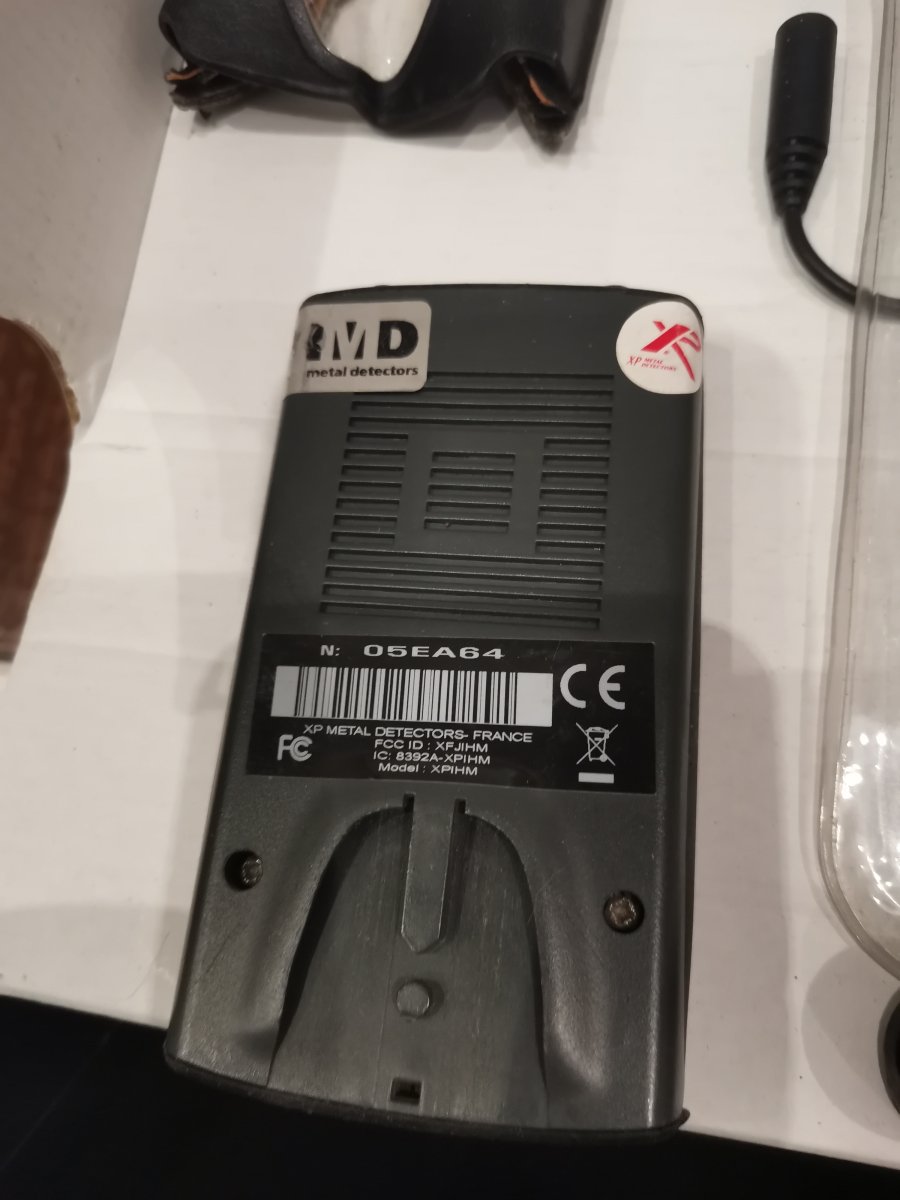 MD
metal detectors
XP
XP METAL
DETECTORS
N: 05EA64
CE
XP METAL DETECTORS- FRANCE
FC
FCC ID : XFJIHM
IC: 8392A-XPIHM
Model : XPIHM